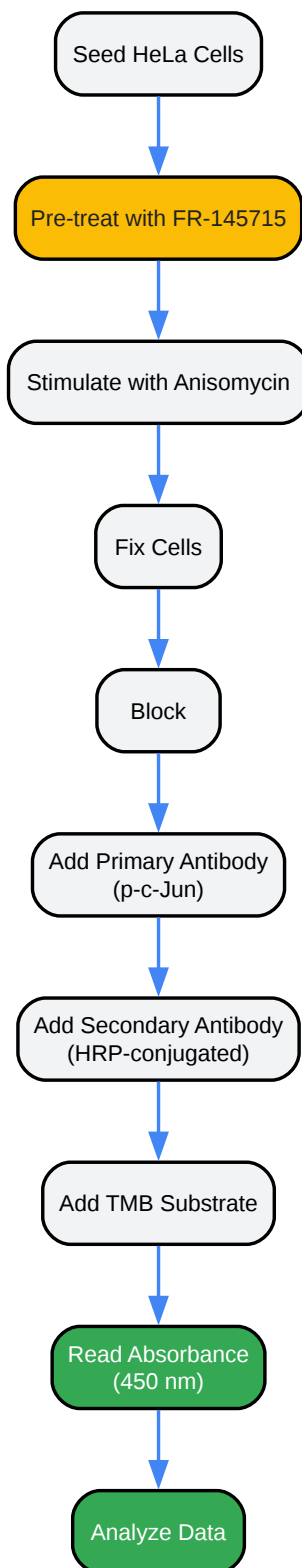 Seed HeLa Cells
Pre-treat with FR-145715
Stimulate with Anisomycin
Fix Cells
Block
Add Primary Antibody
(p-c-Jun)
Add Secondary Antibody
(HRP-conjugated)
Add TMB Substrate
Read Absorbance
(450 nm)
Analyze Data